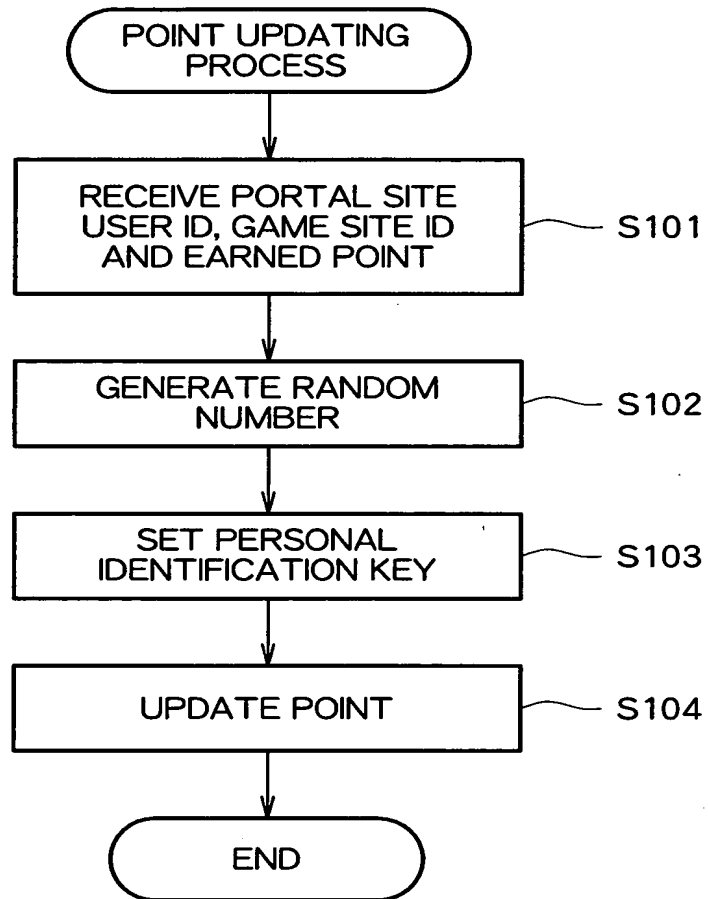 POINT UPDATING
PROCESS
RECEIVE PORTAL SITE
USER ID, GAME SITE ID
AND EARNED POINT
S101
GENERATE RANDOM
NUMBER
S102
SET PERSONAL
IDENTIFICATION KEY
S103
UPDATE POINT
S104
END